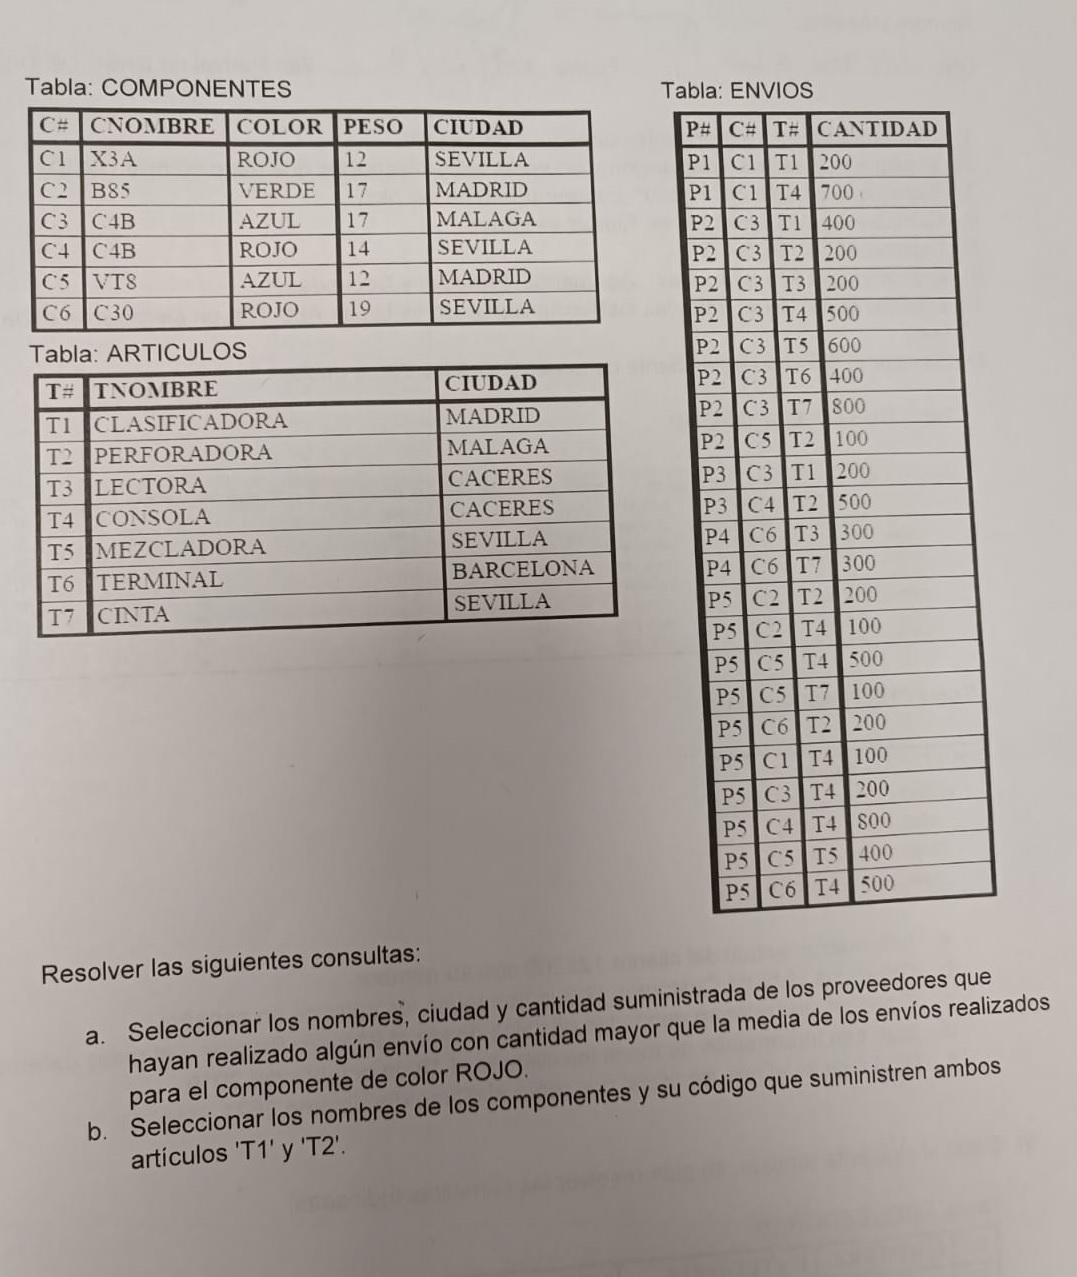 Tabla: COMPONENTES
C# CNOMBRE COLOR PESO CIUDAD
C1 X3A ROJO 12 SEVILLA
C2 B85 VERDE 17 MADRID
C3 C4B AZUL 17 MALAGA
C4 C4B ROJO 14 SEVILLA
C5 VT8 AZUL 12 MADRID
C6 C30 ROJO 19 SEVILLA
Tabla: ARTICULOS
T# TNOMBRE CIUDAD
T1 CLASIFICADORA MADRID
T2 PERFORADORA MALAGA
T3 LECTORA CACERES
T4 CONSOLA CACERES
T5 MEZCLADORA SEVILLA
T6 TERMINAL BARCELONA
T7 CINTA SEVILLA
Tabla: ENVIOS
P# C# T# CANTIDAD
P1 C1 T1 200
P1 C1 T4 700
P2 C3 T1 400
P2 C3 T2 200
P2 C3 T3 200
P2 C3 T4 500
P2 C3 T5 600
P2 C3 T6 400
P2 C3 T7 800
P2 C5 T2 100
P3 C3 T1 200
P3 C4 T2 500
P4 C6 T3 300
P4 C6 T7 300
P5 C2 T2 200
P5 C2 T4 100
P5 C5 T4 500
P5 C5 T7 100
P5 C6 T2 200
P5 C1 T4 100
P5 C3 T4 200
P5 C4 T4 800
P5 C5 T5 400
P5 C6 T4 500
Resolver las siguientes consultas:
a. Seleccionar los nombres, ciudad y cantidad suministrada de los proveedores que
hayan realizado algún envío con cantidad mayor que la media de los envíos realizados
para el componente de color ROJO.
b. Seleccionar los nombres de los componentes y su código que suministren ambos
artículos 'T1' y 'T2'.